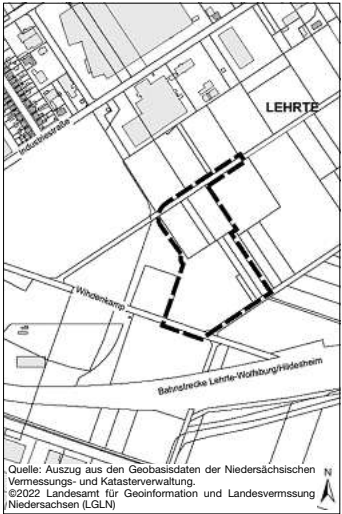 LEHRTE
Industriestraße
Wihdenkamp
Bahnstrecke Lehrte-Wolfsburg/Hildesheim
N
Quelle: Auszug aus den Geobasisdaten der Niedersächsischen
Vermessungs- und Katasterverwaltung.
©2022 Landesamt für Geoinformation und Landesvermssung
Niedersachsen (LGLN)